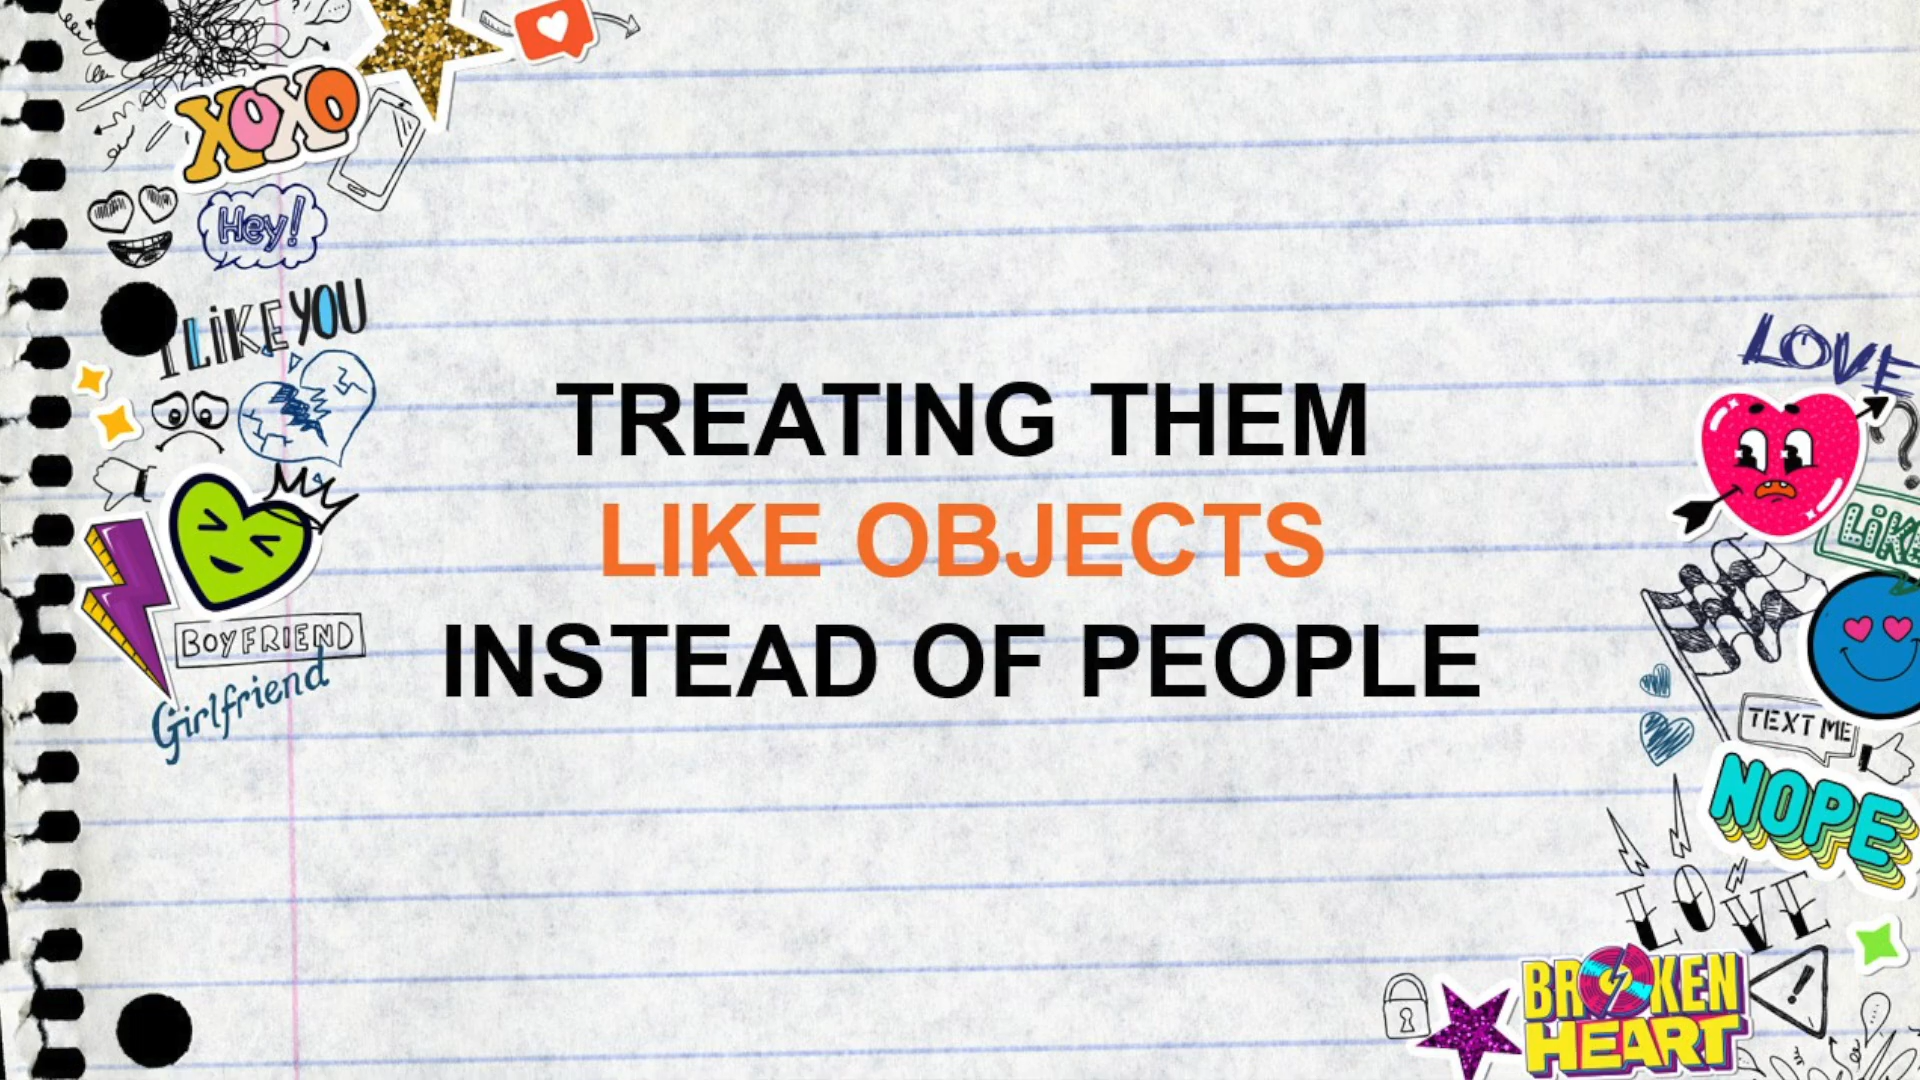 XOXO
Hey!
I LIKE YOU
BOYFRIEND
Girlfriend
TREATING THEM
LIKE OBJECTS
INSTEAD OF PEOPLE
LOVE
?
LIKE
TEXT ME
NOPE
LOVE
BROKEN
HEART
!